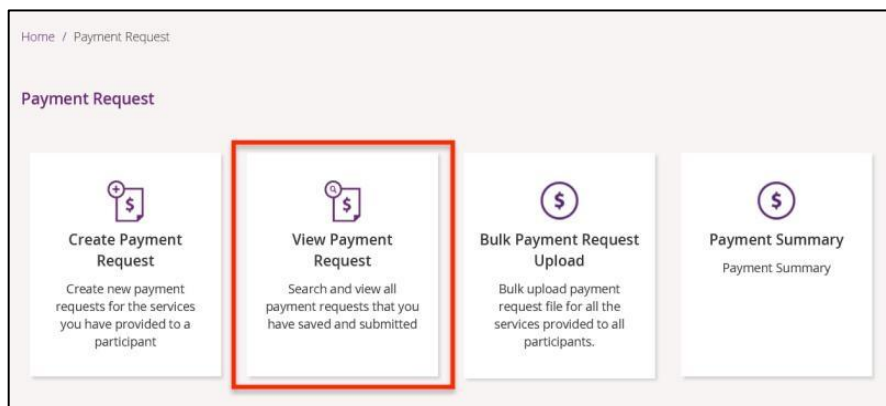 Home / Payment Request
Payment Request
Create Payment
Request
Create new payment
requests for the services
you have provided to a
participant
View Payment
Request
Search and view all
payment requests that you
have saved and submitted
Bulk Payment Request
Upload
Bulk upload payment
request file for all the
services provided to all
participants.
Payment Summary
Payment Summary